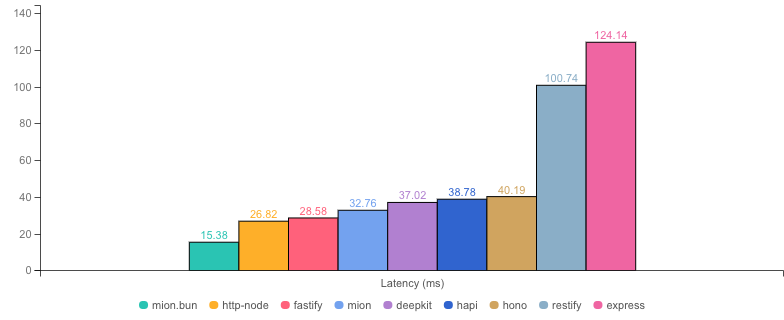 140
124.14
120
100.74
100
80
60
37.02 38.78 40.19
40
26.82 28.58 32.76
20
15.38
0
Latency (ms)
mion.bun http-node fastify mion deepkit hapi hono restify express